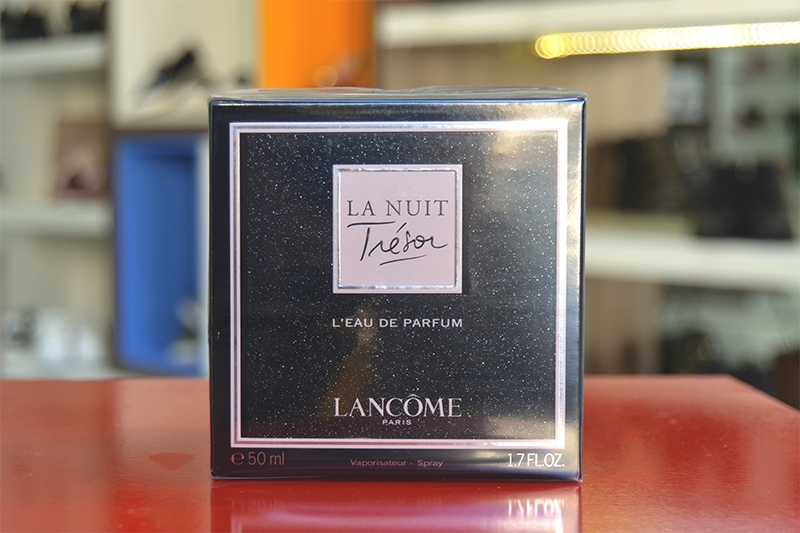 LA NUIT
Trésor
L'EAU DE PARFUM
LANCÔME
PARIS
℮ 50 ml Vaporisateur - Spray 1.7 FL.OZ.